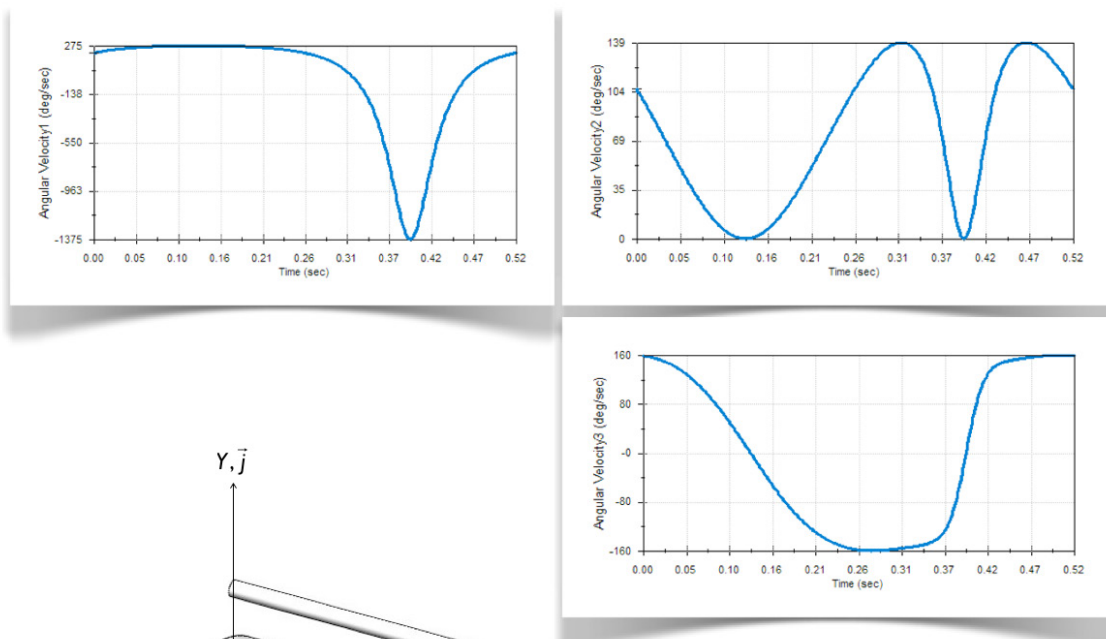 Angular Velocity1 (deg/sec)
275
-138
-550
-963
-1375
0.00 0.05 0.10 0.16 0.21 0.26 0.31 0.37 0.42 0.47 0.52
Time (sec)
Angular Velocity2 (deg/sec)
139
104
69
35
0
0.00 0.05 0.10 0.16 0.21 0.26 0.31 0.37 0.42 0.47 0.52
Time (sec)
Angular Velocity3 (deg/sec)
160
80
-0
-80
-160
0.00 0.05 0.10 0.16 0.21 0.26 0.31 0.37 0.42 0.47 0.52
Time (sec)
Y, j⃗